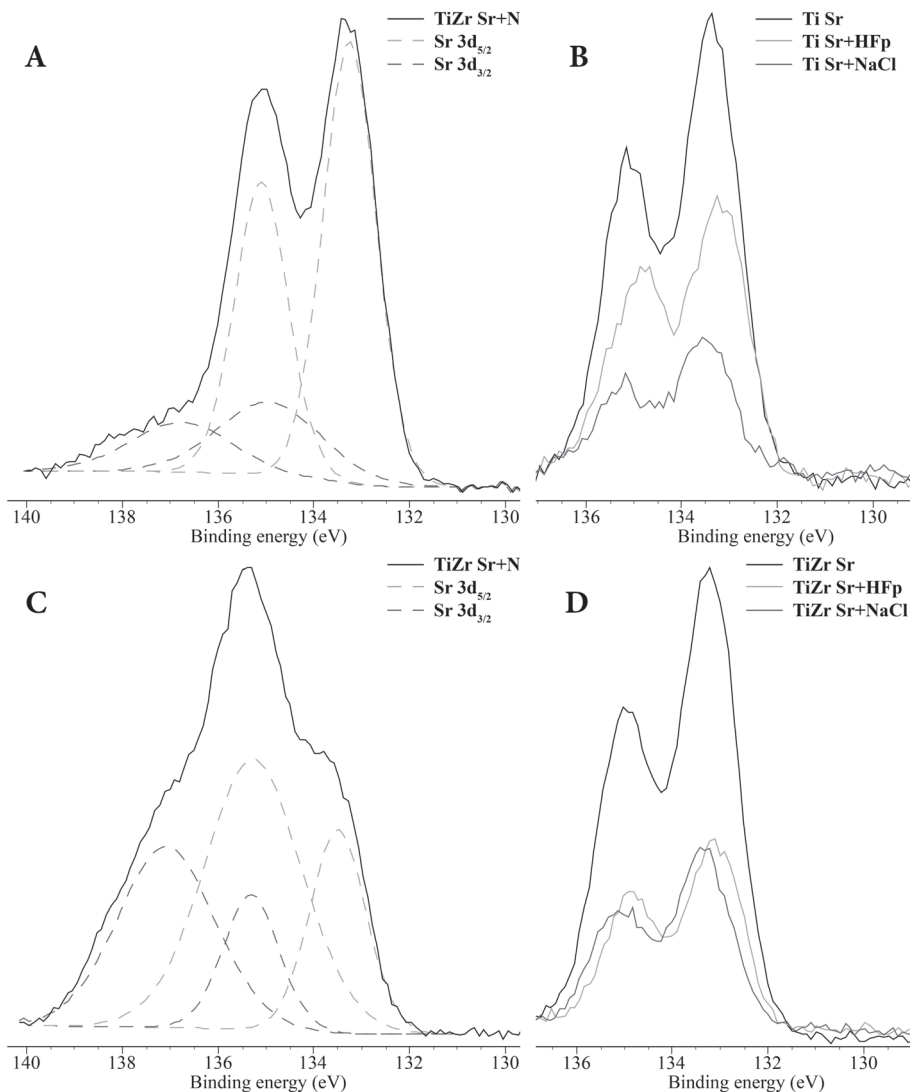 A
TiZr Sr+N
Sr 3d5/2
Sr 3d3/2
140 138 136 134 132 130
Binding energy (eV)
B
Ti Sr
Ti Sr+HFp
Ti Sr+NaCl
136 134 132 130
Binding energy (eV)
C
TiZr Sr+N
Sr 3d5/2
Sr 3d3/2
140 138 136 134 132 130
Binding energy (eV)
D
TiZr Sr
TiZr Sr+HFp
TiZr Sr+NaCl
136 134 132 130
Binding energy (eV)